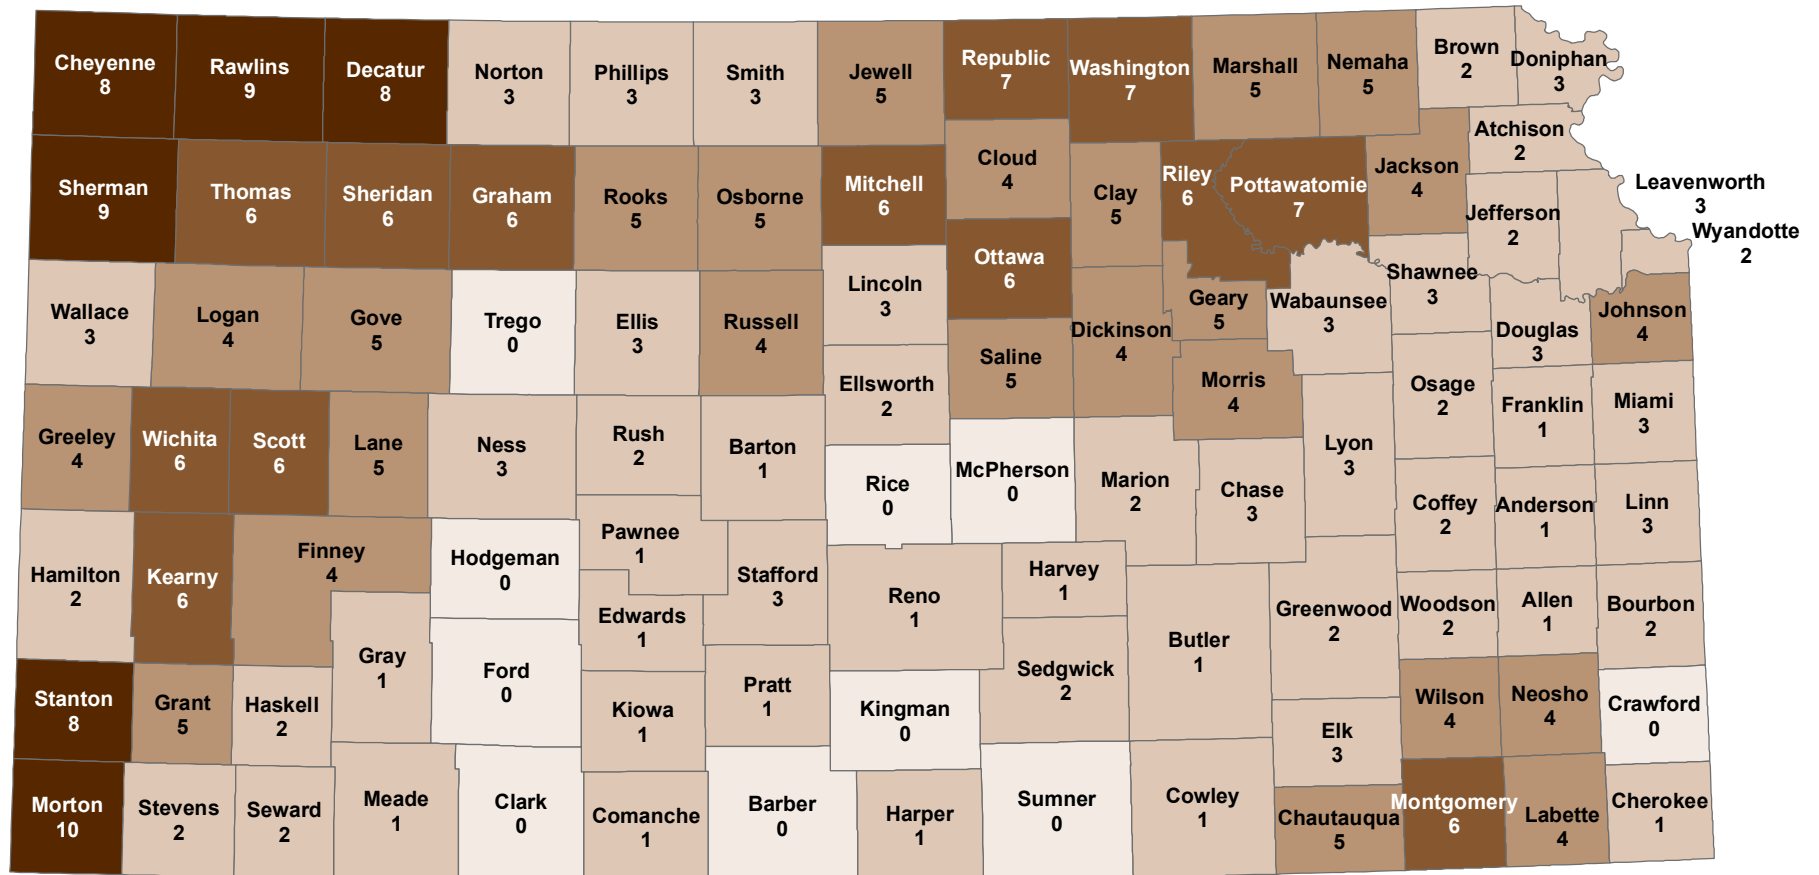 Cheyenne
8
Rawlins
9
Decatur
8
Norton
3
Phillips
3
Smith
3
Jewell
5
Republic
7
Washington
7
Marshall
5
Nemaha
5
Brown
2
Doniphan
3
Atchison
2
Sherman
9
Thomas
6
Sheridan
6
Graham
6
Rooks
5
Osborne
5
Mitchell
6
Cloud
4
Clay
5
Riley
6
Pottawatomie
7
Jackson
4
Jefferson
2
Leavenworth
3
Wyandotte
2
Wallace
3
Logan
4
Gove
5
Trego
0
Ellis
3
Russell
4
Lincoln
3
Ottawa
6
Saline
5
Dickinson
4
Geary
5
Wabaunsee
3
Shawnee
3
Douglas
3
Johnson
4
Greeley
4
Wichita
6
Scott
6
Lane
5
Ness
3
Rush
2
Barton
1
Ellsworth
2
Rice
0
McPherson
0
Marion
2
Morris
4
Chase
3
Lyon
3
Osage
2
Franklin
1
Miami
3
Coffey
2
Anderson
1
Linn
3
Hamilton
2
Kearny
6
Finney
4
Hodgeman
0
Pawnee
1
Stafford
3
Edwards
1
Reno
1
Harvey
1
Sedgwick
2
Butler
1
Greenwood
2
Woodson
2
Allen
1
Bourbon
2
Gray
1
Ford
0
Stanton
8
Grant
5
Haskell
2
Kiowa
1
Pratt
1
Kingman
0
Elk
3
Wilson
4
Neosho
4
Crawford
0
Morton
10
Stevens
2
Seward
2
Meade
1
Clark
0
Comanche
1
Barber
0
Harper
1
Sumner
0
Cowley
1
Chautauqua
5
Montgomery
6
Labette
4
Cherokee
1